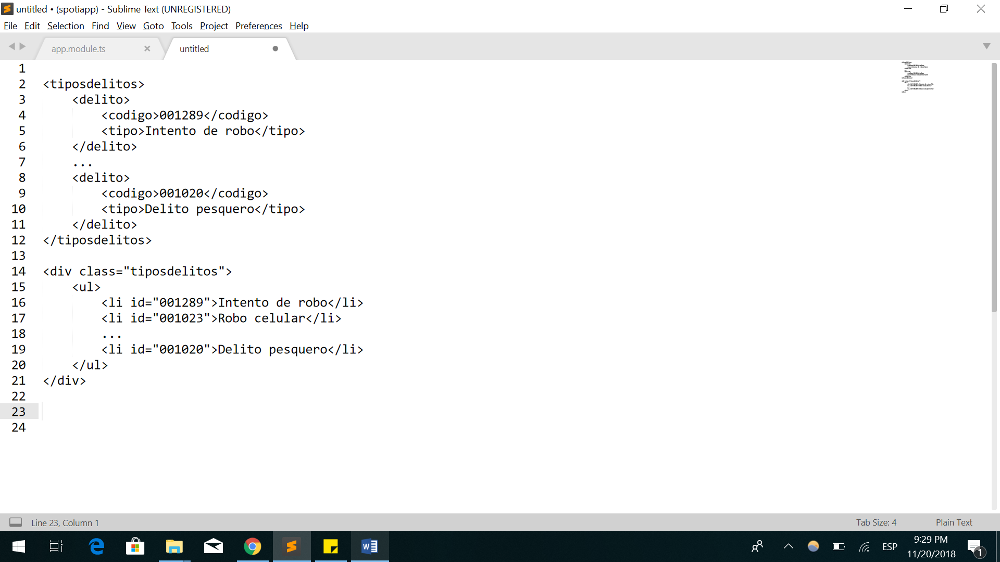 untitled • (spotiapp) - Sublime Text (UNREGISTERED)
File Edit Selection Find View Goto Tools Project Preferences Help
app.module.ts × untitled
1
2 <tiposdelitos>
3     <delito>
4         <codigo>001289</codigo>
5         <tipo>Intento de robo</tipo>
6     </delito>
7     ...
8     <delito>
9         <codigo>001020</codigo>
10         <tipo>Delito pesquero</tipo>
11     </delito>
12 </tiposdelitos>
13
14 <div class="tiposdelitos">
15     <ul>
16         <li id="001289">Intento de robo</li>
17         <li id="001023">Robo celular</li>
18         ...
19         <li id="001020">Delito pesquero</li>
20     </ul>
21 </div>
22
23
24
Line 23, Column 1 Tab Size: 4 Plain Text
ESP 9:29 PM 1
11/20/2018